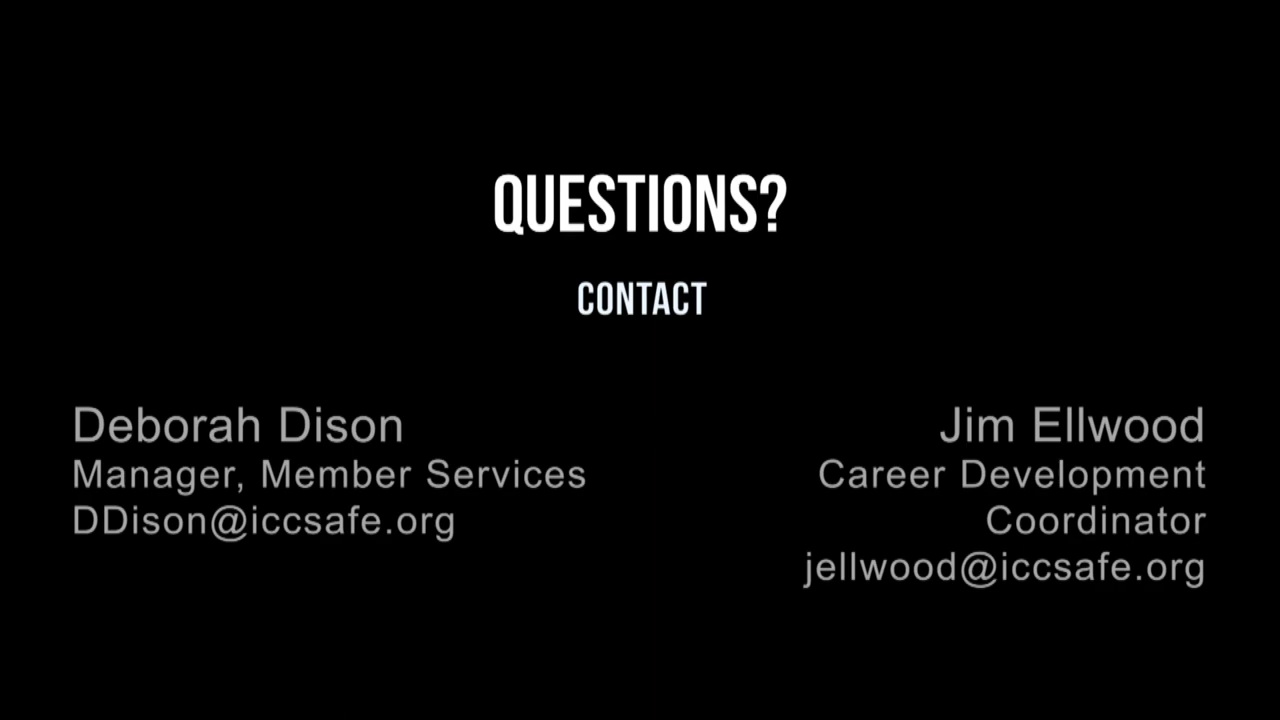 QUESTIONS?
CONTACT
Deborah Dison
Manager, Member Services
DDison@iccsafe.org
Jim Ellwood
Career Development
Coordinator
jellwood@iccsafe.org